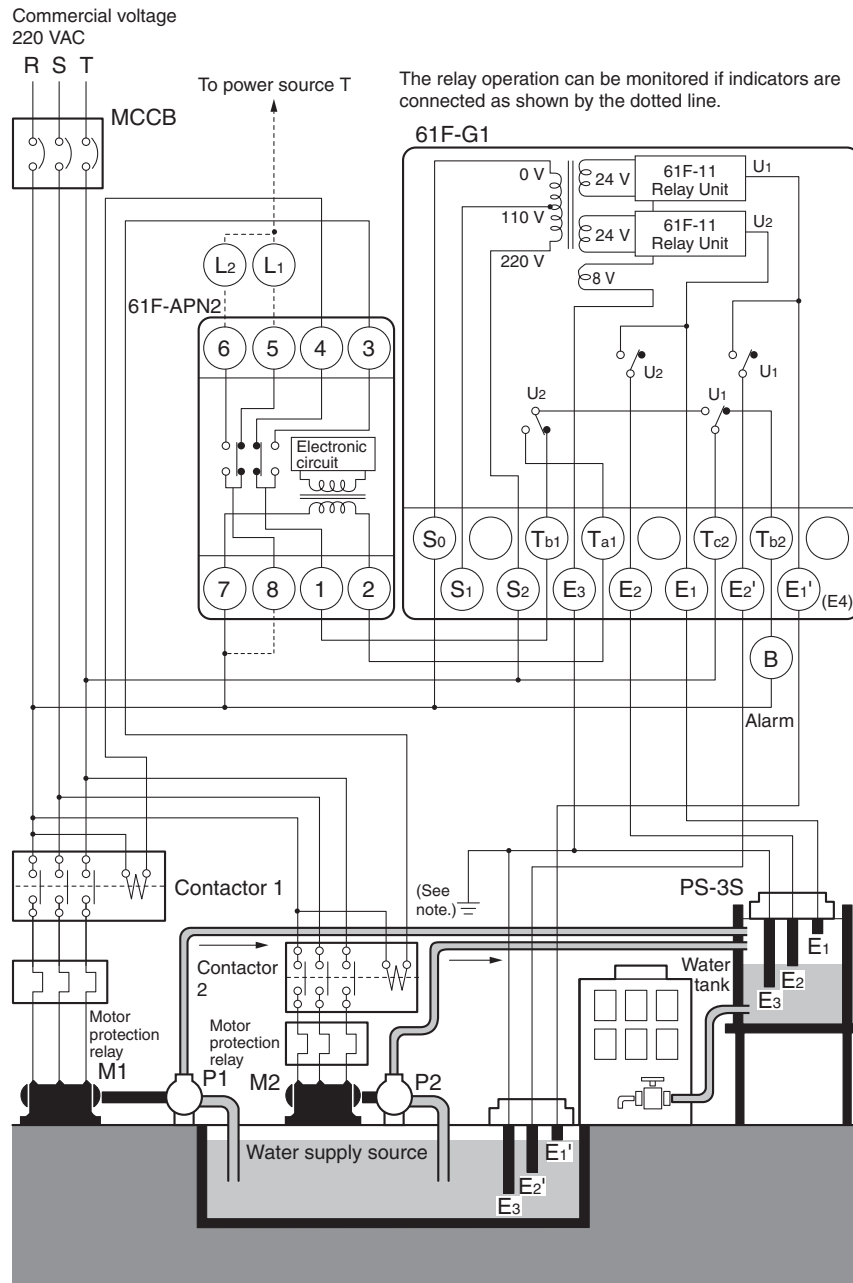 Commercial voltage
220 VAC
R S T
MCCB
To power source T
The relay operation can be monitored if indicators are
connected as shown by the dotted line.
61F-G1
0 V
24 V
61F-11
Relay Unit
U1
110 V
24 V
61F-11
Relay Unit
U2
220 V
8 V
L2 L1
61F-APN2
6 5 4 3
U2
U1
U2
U1
Electronic
circuit
S0 Tb1 Ta1 Tc2 Tb2
7 8 1 2
S1 S2 E3 E2 E1 E2' E1' (E4)
B
Alarm
Contactor 1
(See
note.)
PS-3S
Contactor
2
Water
tank
E1
E2
E3
Motor
protection
relay
Motor
protection
relay
M1
P1
M2
P2
Water supply source
E1'
E2'
E3